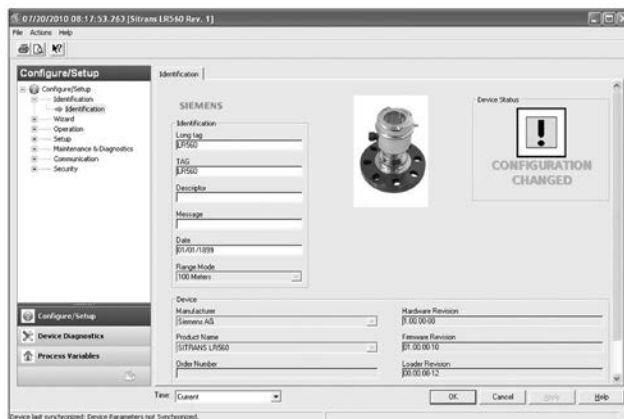 07/20/2010 08:17:53.263 [Sitrans LR560 Rev. 1]
File Actions Help
Configure/Setup
Configure/Setup
Identification
Identification
Wizard
Operation
Setup
Maintenance & Diagnostics
Communication
Security
Configure/Setup
Device Diagnostics
Process Variables
Identification
SIEMENS
Identification
Long tag
LR560
TAG
LR560
Descriptor
Message
Date
01/01/1899
Range Mode
100 Meters
Device Status
CONFIGURATION
CHANGED
Device
Manufacturer
Siemens AG
Product Name
SITRANS LR560
Order Number
Hardware Revision
1.00.00-00
Firmware Revision
01.00.00-10
Loader Revision
00.00.00-12
Time: Current
OK Cancel Apply Help
Device last synchronized: Device Parameters not Synchronized.